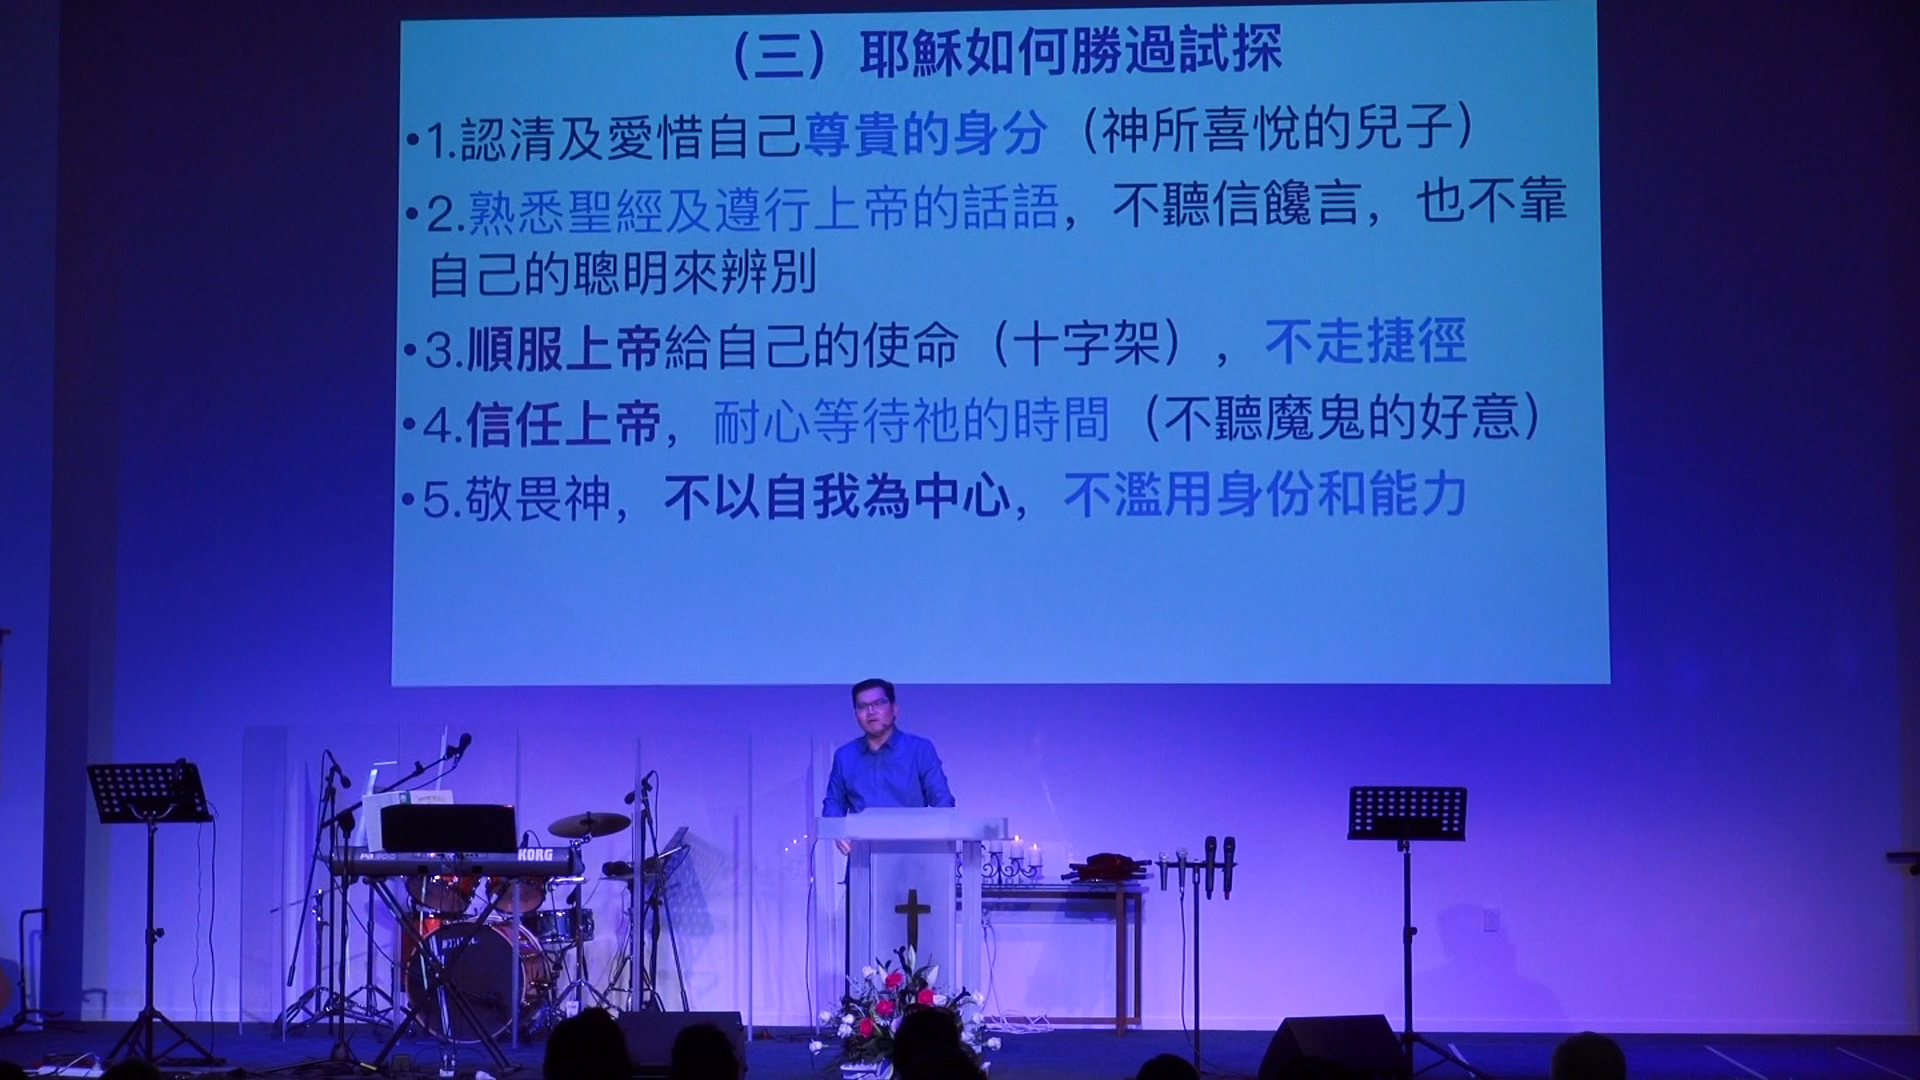 （三）耶穌如何勝過試探
•1.認清及愛惜自己尊貴的身分（神所喜悅的兒子）
•2.熟悉聖經及遵行上帝的話語，不聽信饞言，也不靠
自己的聰明來辨別
•3.順服上帝給自己的使命（十字架），不走捷徑
•4.信任上帝，耐心等待祂的時間（不聽魔鬼的好意）
•5.敬畏神，不以自我為中心，不濫用身份和能力
KORG